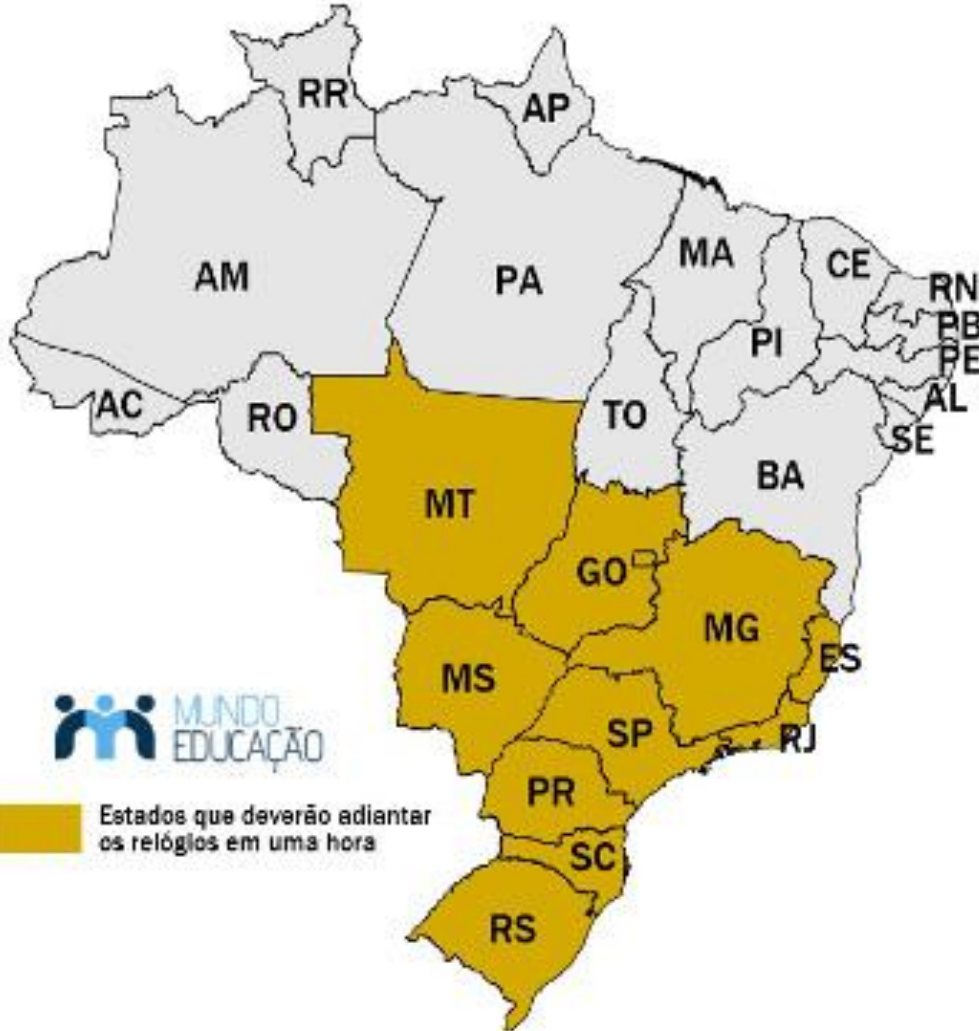 RR
AP
AM
PA
MA
CE
RN
PB
PE
PI
AL
SE
AC
RO
TO
BA
MT
GO
MG
ES
MS
SP
RJ
PR
SC
RS
MUNDO
EDUCAÇÃO
Estados que deverão adiantar
os relógios em uma hora